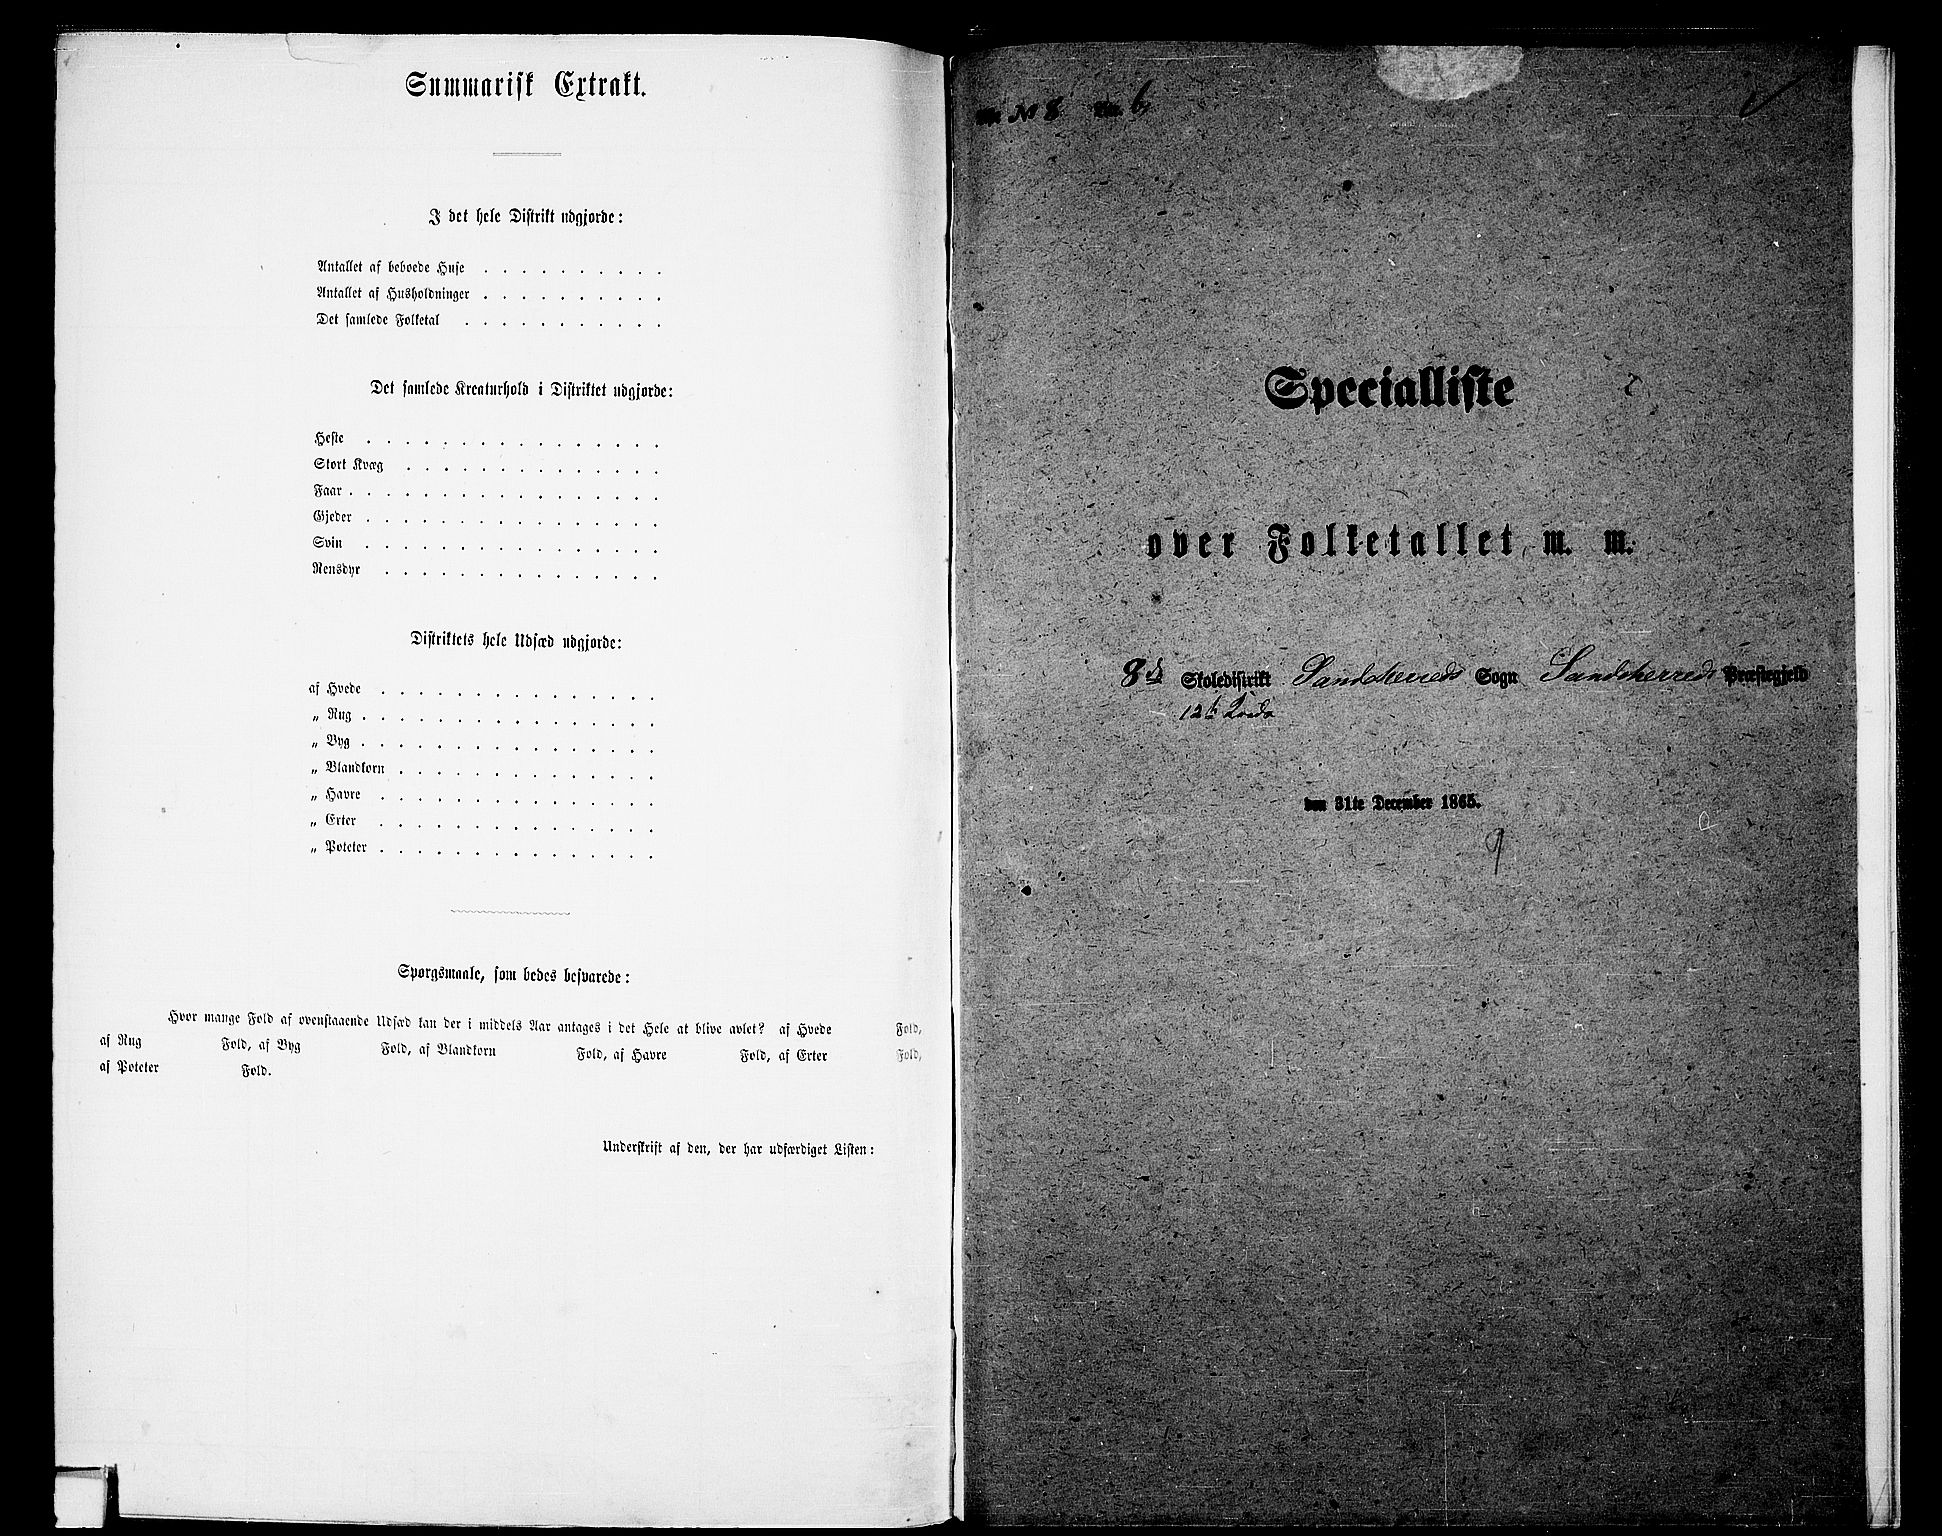 Summarisk Extrakt.
I det hele Distrikt udgjorde:
Antallet af beboede Huse . . . . . . . . . .
Antallet af Husholdninger . . . . . . . . . .
Det samlede Folketal . . . . . . . . . . .
Det samlede Kreaturhold i Distriktet udgjorde:
Heste . . . . . . . . . . . . . . . .
Stort Kvæg . . . . . . . . . . . . . .
Faar . . . . . . . . . . . . . . . . .
Gjeder . . . . . . . . . . . . . . . .
Svin . . . . . . . . . . . . . . . .
Rensdyr . . . . . . . . . . . . . . .
Distriktets hele Udsæd udgjorde:
af Hvede . . . . . . . . . . . . . . .
„ Rug . . . . . . . . . . . . . . . .
„ Byg . . . . . . . . . . . . . . . .
„ Blandkorn . . . . . . . . . . . . . .
„ Havre . . . . . . . . . . . . . . .
„ Erter . . . . . . . . . . . . . . .
„ Poteter . . . . . . . . . . . . . . .
Spørgsmaale, som bedes besvarede:
Hvor mange Fold af ovenstaaende Udsæd kan der i middels Aar antages i det Hele at blive avlet? af Hvede Fold,
af Rug Fold, af Byg Fold, af Blandkorn Fold, af Havre Fold, af Erter Fold,
af Poteter Fold.
Underskrift af den, der har udfærdiget Listen:
No 8 6
Specialliste
over Folketallet m. m.
8de Skoledistrikt Sandeherreds Sogn Sandeherreds Præstegjeld
12te
den 31te December 1865.
9